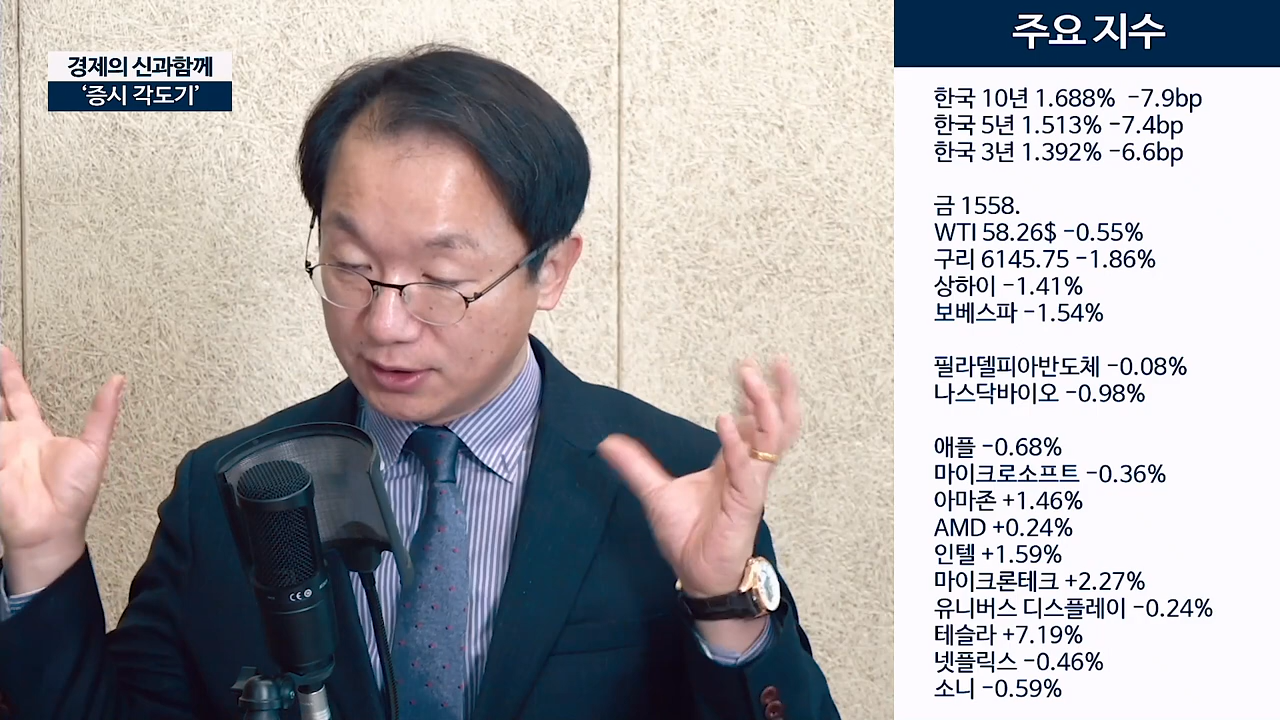 경제의 신과함께
‘증시 각도기’
주요 지수
한국 10년 1.688% -7.9bp
한국 5년 1.513% -7.4bp
한국 3년 1.392% -6.6bp
금 1558.
WTI 58.26$ -0.55%
구리 6145.75 -1.86%
상하이 -1.41%
보베스파 -1.54%
필라델피아반도체 -0.08%
나스닥바이오 -0.98%
애플 -0.68%
마이크로소프트 -0.36%
아마존 +1.46%
AMD +0.24%
인텔 +1.59%
마이크론테크 +2.27%
유니버스 디스플레이 -0.24%
테슬라 +7.19%
넷플릭스 -0.46%
소니 -0.59%
CE